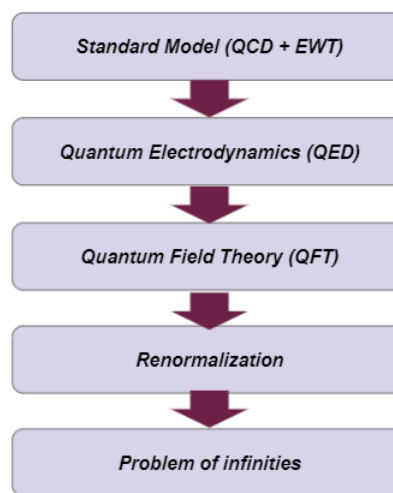 Standard Model (QCD + EWT)
Quantum Electrodynamics (QED)
Quantum Field Theory (QFT)
Renormalization
Problem of infinities